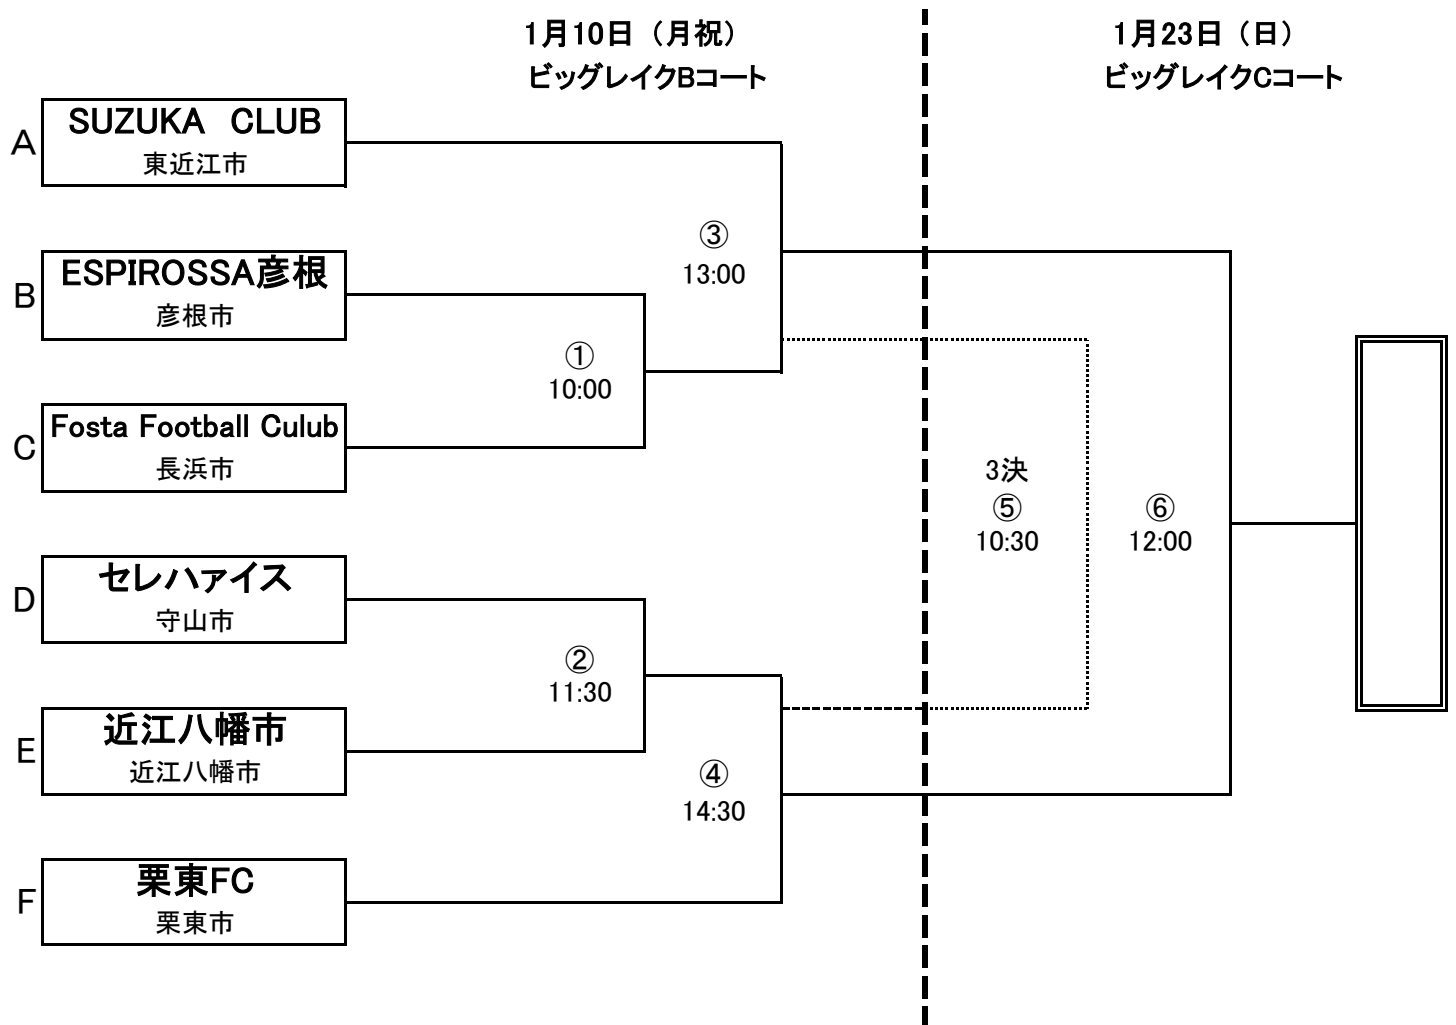 1月10日（月祝）
ビッグレイクBコート
1月23日（日）
ビッグレイクCコート
A
SUZUKA　CLUB
東近江市
③
13:00
B
ESPIROSSA彦根
彦根市
①
10:00
C
Fosta Football Culub
長浜市
3決
⑤
10:30
⑥
12:00
D
セレハァイス
守山市
②
11:30
E
近江八幡市
近江八幡市
④
14:30
F
栗東FC
栗東市